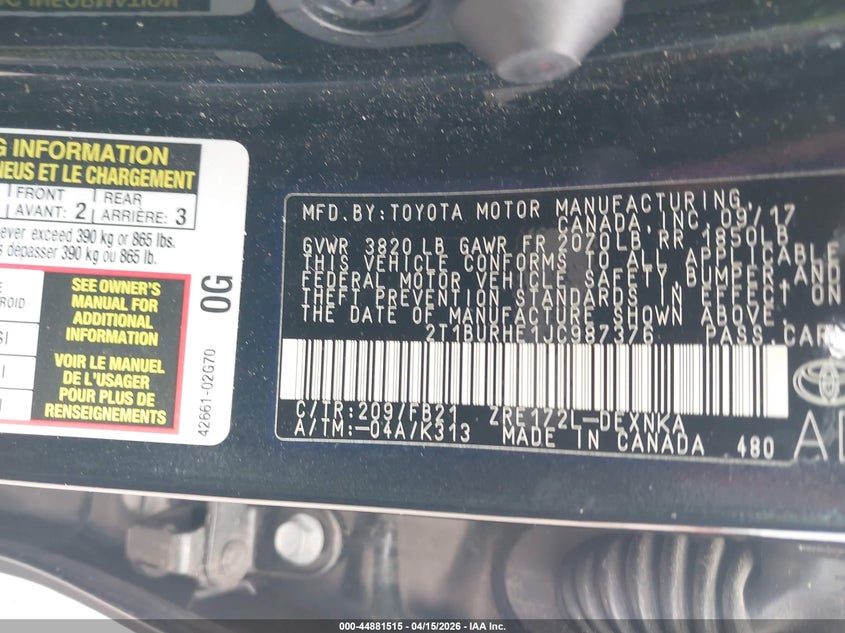 G INFORMATION
NEUS ET LE CHARGEMENT
FRONT
AVANT: 2
REAR
ARRIÈRE: 3
never exceed 390 kg or 865 lbs.
s dépasser 390 kg ou 865 lb.
SEE OWNER'S
MANUAL FOR
ADDITIONAL
INFORMATION
VOIR LE MANUEL
DE L'USAGER
POUR PLUS DE
RENSEIGNEMENTS
0G
42661-02G70
MFD.BY:TOYOTA MOTOR MANUFACTURING,
CANADA,INC.09/17
GVWR 3820LB GAWR FR 2070LB RR 1850LB
THIS VEHICLE CONFORMS TO ALL APPLICABLE
FEDERAL MOTOR VEHICLE SAFETY,BUMPER,AND
THEFT PREVENTION STANDARDS IN EFFECT ON
THE DATE OF MANUFACTURE SHOWN ABOVE.
2T1BURHE1JC987376 PASS.CAR
C/TR:209/FB21 ZRE172L-DEXNKA
A/TM:-04A/K313 MADE IN CANADA 480
000-44881515 - 04/15/2026 - IAA Inc.